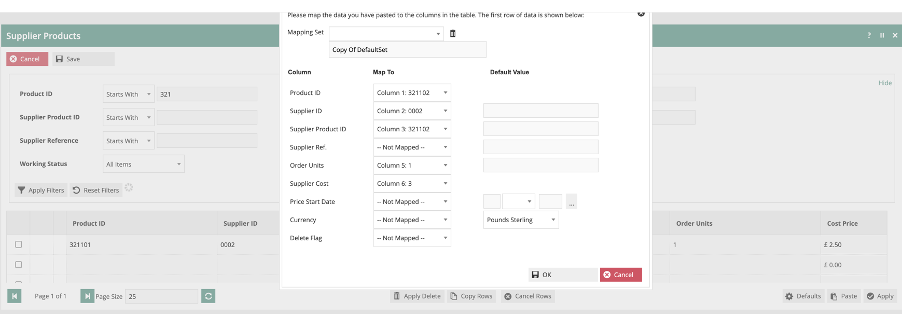 Please map the data you have pasted to the columns in the table. The first row of data is shown below:
Mapping Set
Copy Of DefaultSet
Supplier Products
? II ×
Cancel Save
Column Map To Default Value
Hide
Product ID Starts With 321
Product ID Column 1: 321102
Supplier ID Column 2: 0002
Supplier Product ID Starts With
Supplier Product ID Column 3: 321102
Supplier Reference Starts With
Supplier Ref. -- Not Mapped --
Working Status All Items
Order Units Column 5: 1
Supplier Cost Column 6: 3
Apply Filters Reset Filters
Price Start Date -- Not Mapped -- ...
Currency -- Not Mapped -- Pounds Sterling
Product ID Supplier ID Order Units Cost Price
Delete Flag -- Not Mapped --
321101 0002 1 £ 2.50
£ 0.00
OK Cancel
Page 1 of 1 Page Size 25 Apply Delete Copy Rows Cancel Rows Defaults Paste Apply